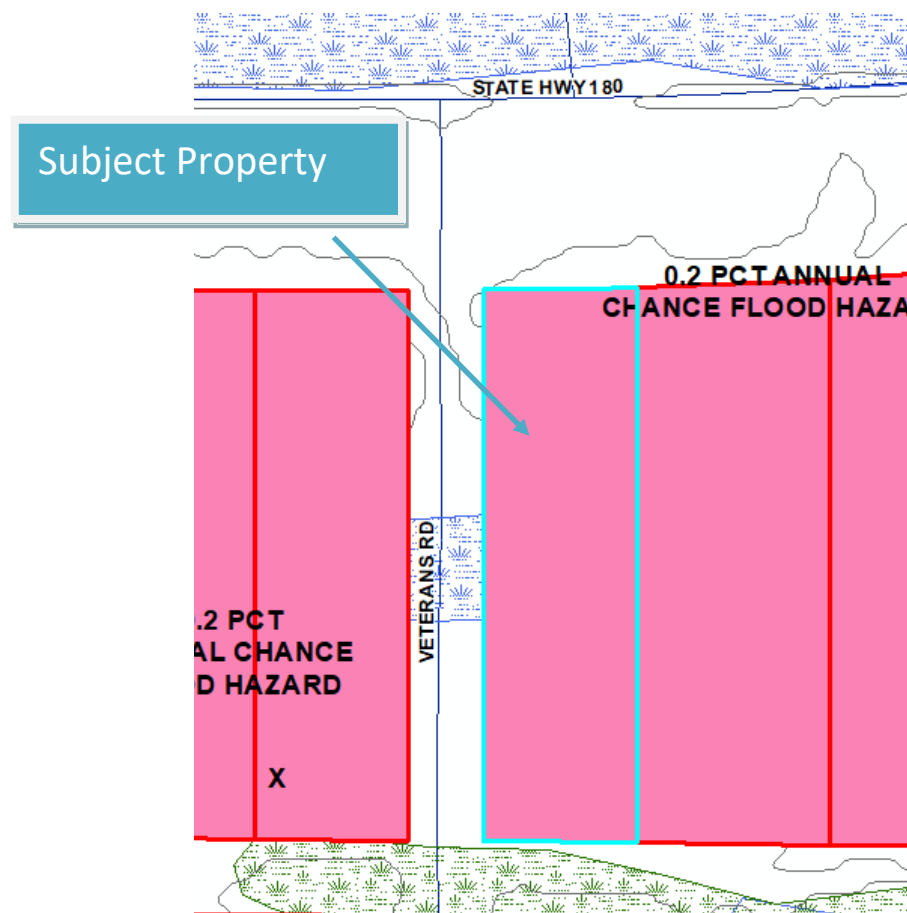 STATE HWY 180
Subject Property
0.2 PCT ANNUAL
CHANCE FLOOD HAZA
VETERANS RD
.2 PCT
AL CHANCE
D HAZARD
X